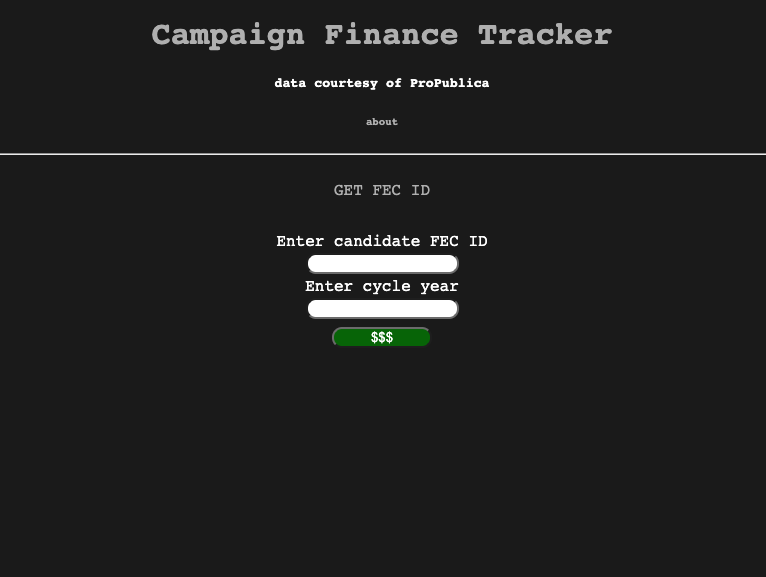 Campaign Finance Tracker
data courtesy of ProPublica
about
GET FEC ID
Enter candidate FEC ID
Enter cycle year
$$$